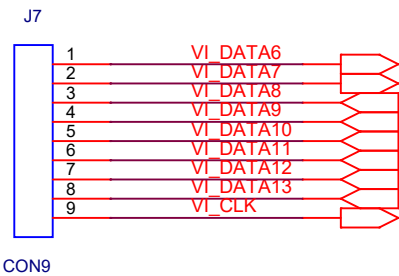 J7
1 VI_DATA6
2 VI_DATA7
3 VI_DATA8
4 VI_DATA9
5 VI_DATA10
6 VI_DATA11
7 VI_DATA12
8 VI_DATA13
9 VI_CLK
CON9